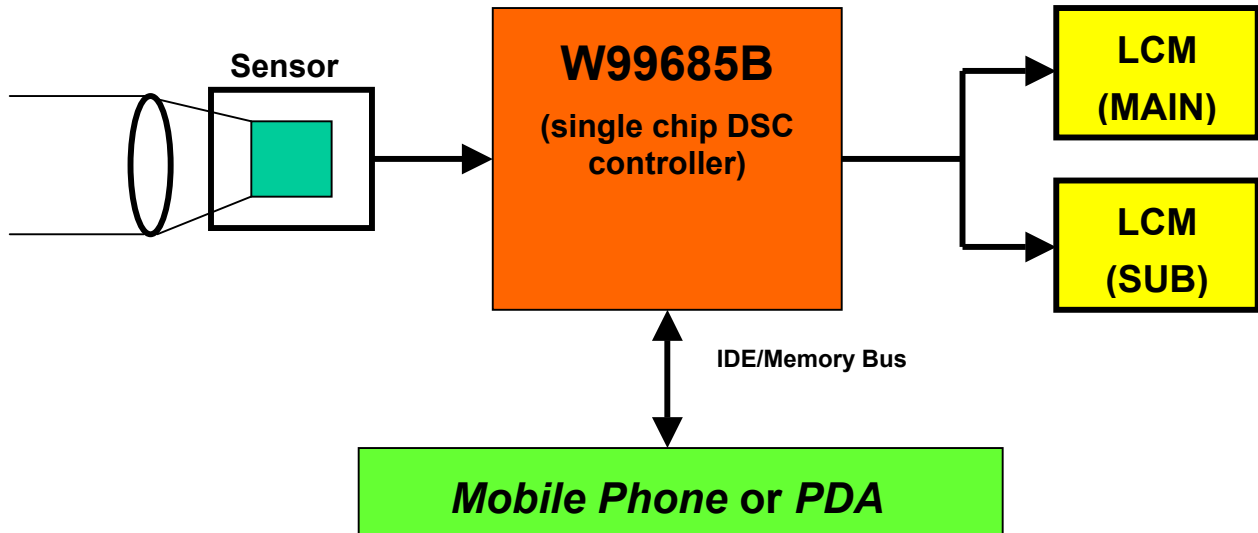 Sensor
W99685B
(single chip DSC
controller)
LCM
(MAIN)
LCM
(SUB)
IDE/Memory Bus
Mobile Phone or PDA